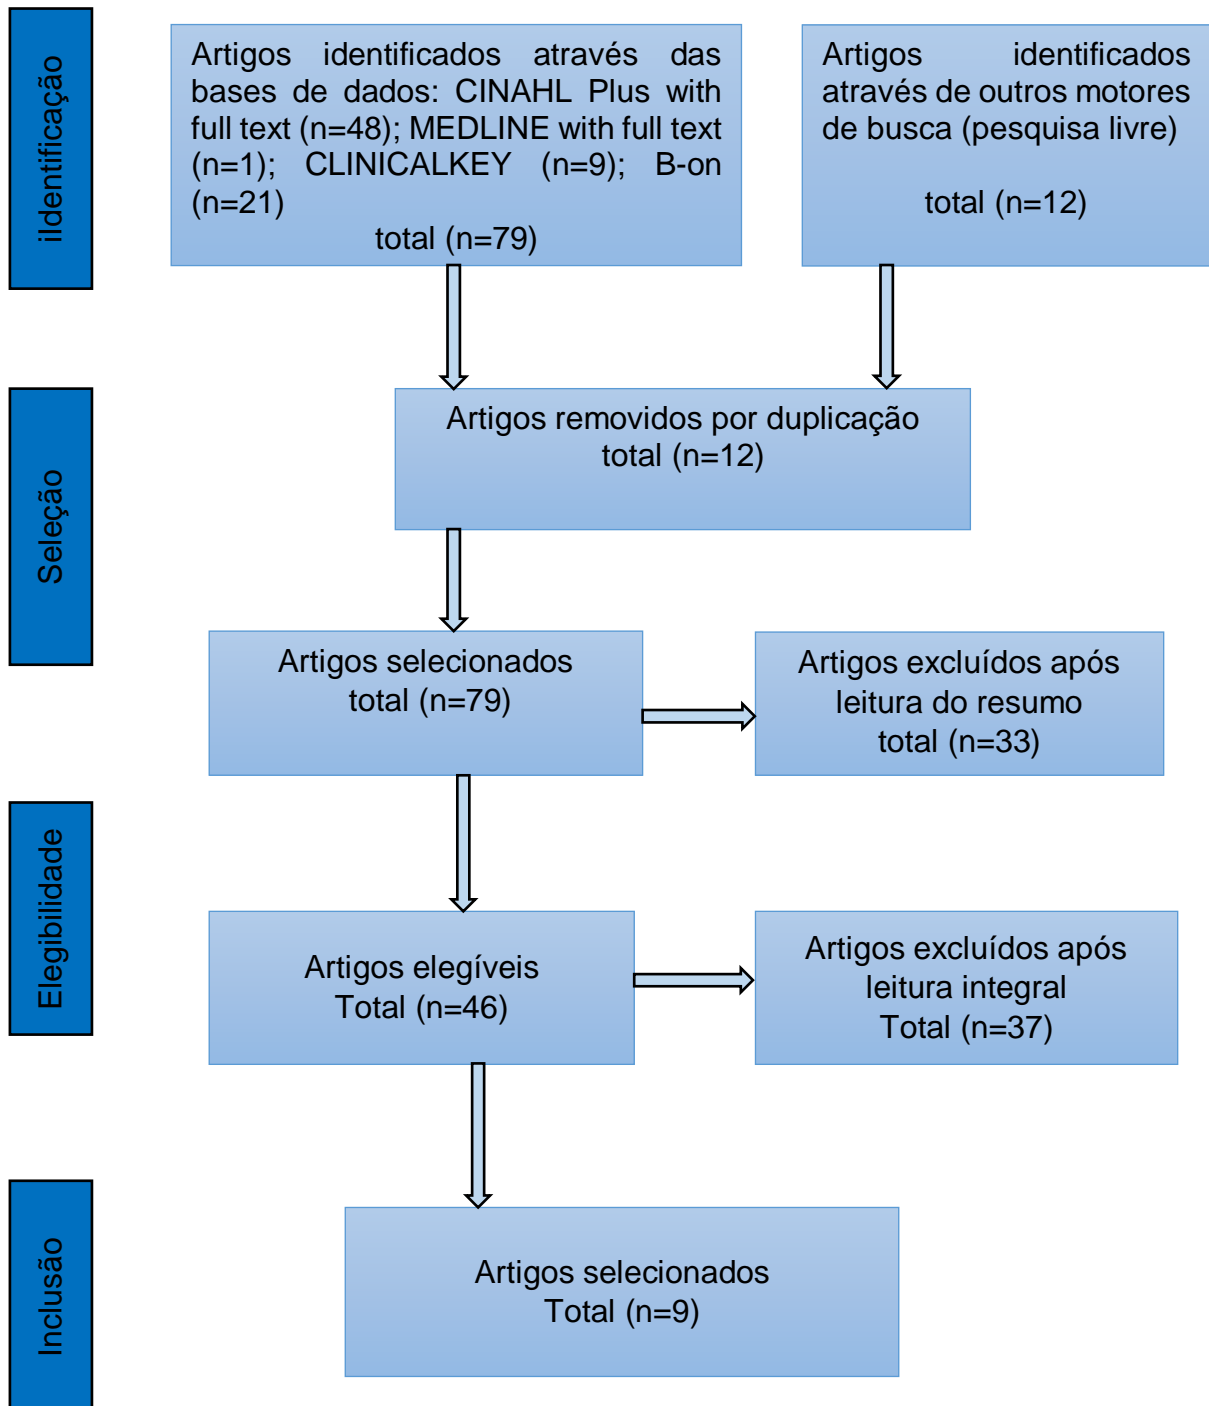 iIdentificação
Artigos identificados através das
bases de dados: CINAHL Plus with
full text (n=48); MEDLINE with full text
(n=1); CLINICALKEY (n=9); B-on
(n=21)
total (n=79)
Artigos identificados
através de outros motores
de busca (pesquisa livre)
total (n=12)
Seleção
Artigos removidos por duplicação
total (n=12)
Artigos selecionados
total (n=79)
Artigos excluídos após
leitura do resumo
total (n=33)
Elegibilidade
Artigos elegíveis
Total (n=46)
Artigos excluídos após
leitura integral
Total (n=37)
Inclusão
Artigos selecionados
Total (n=9)